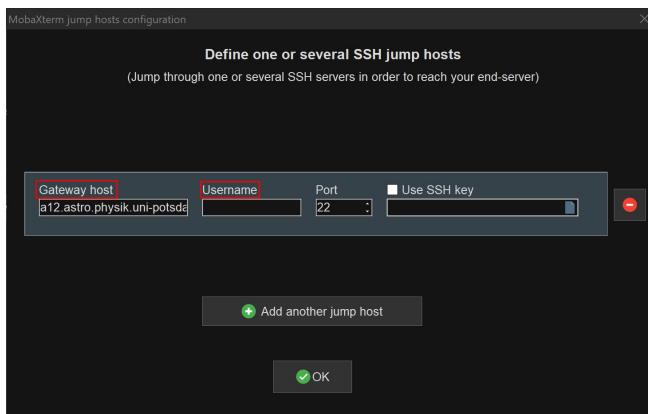 MobaXterm jump hosts configuration
Define one or several SSH jump hosts
(Jump through one or several SSH servers in order to reach your end-server)
Gateway host Username Port Use SSH key
a12.astro.physik.uni-potsda 22
Add another jump host
OK